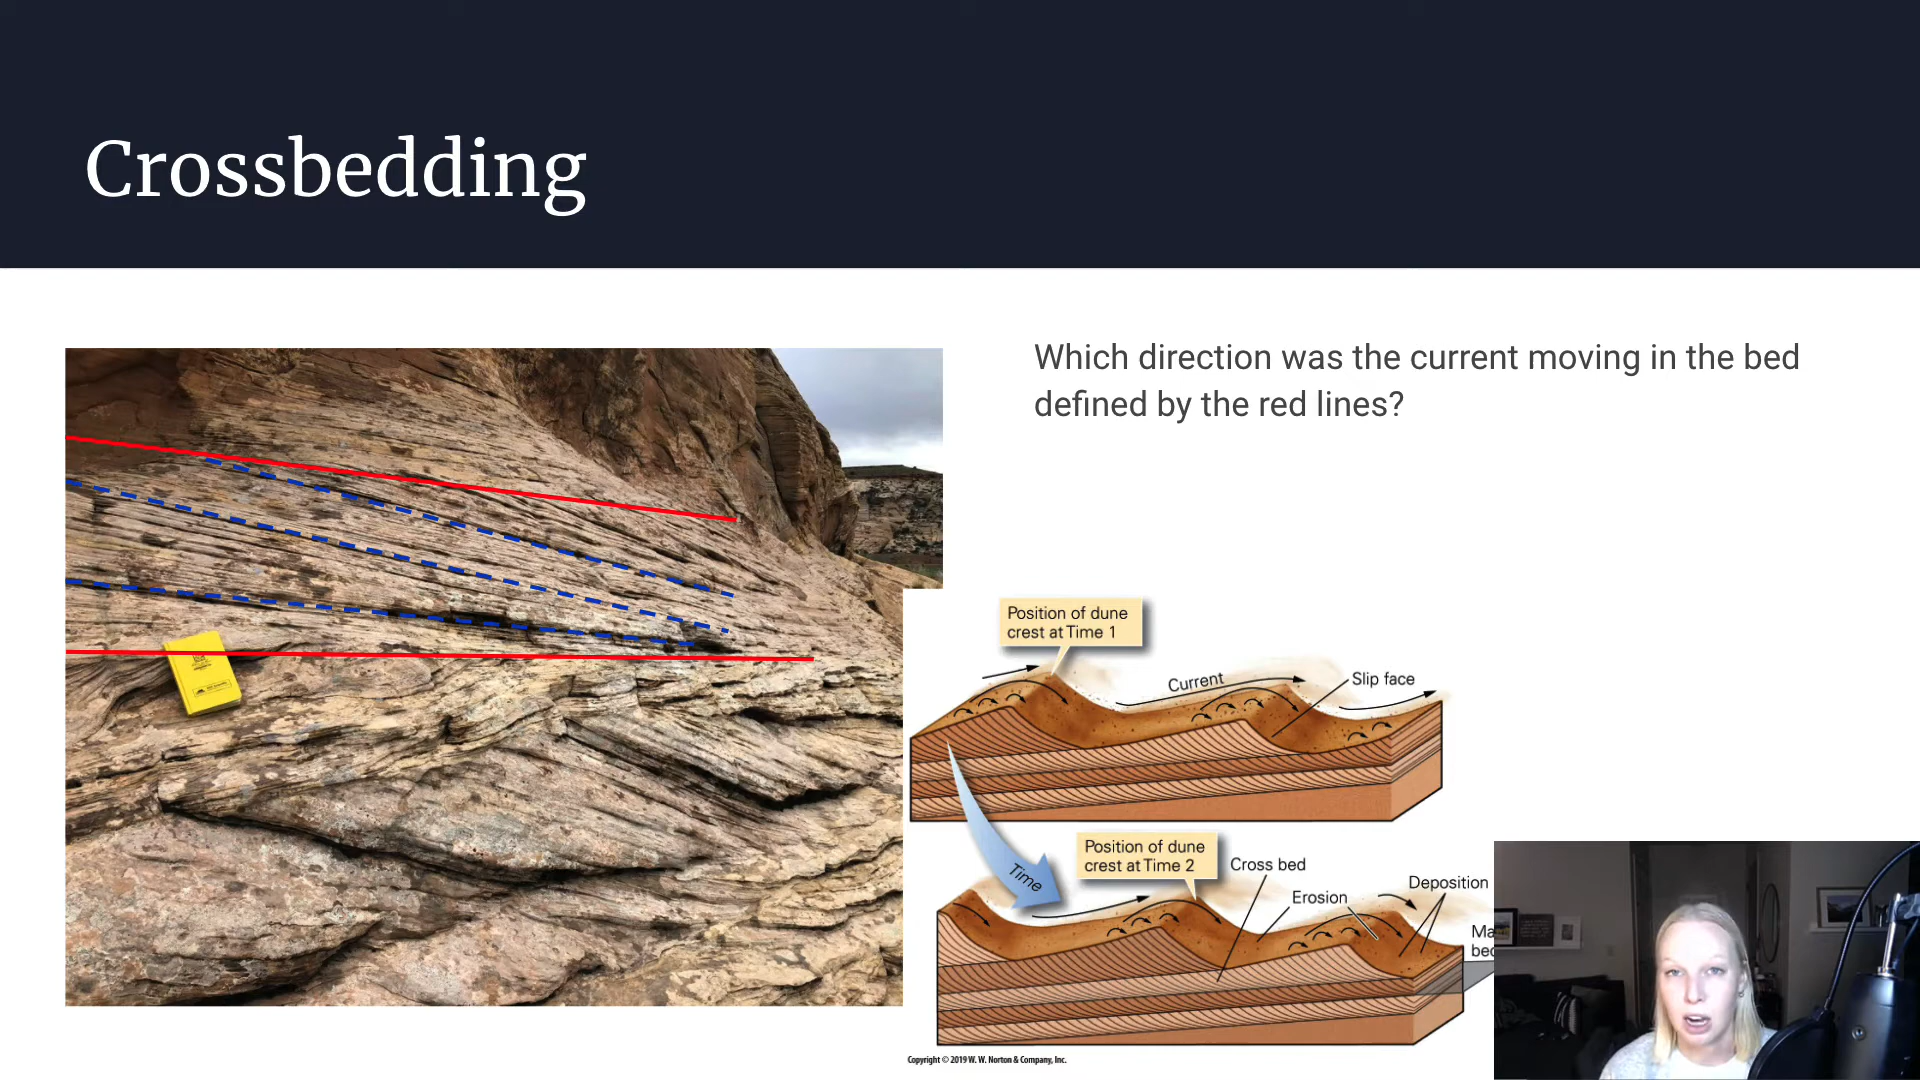 Crossbedding
Which direction was the current moving in the bed
defined by the red lines?
Position of dune
crest at Time 1
Current
Slip face
Time
Position of dune
crest at Time 2
Cross bed
Erosion
Deposition
Copyright © 2019 W. W. Norton & Company, Inc.